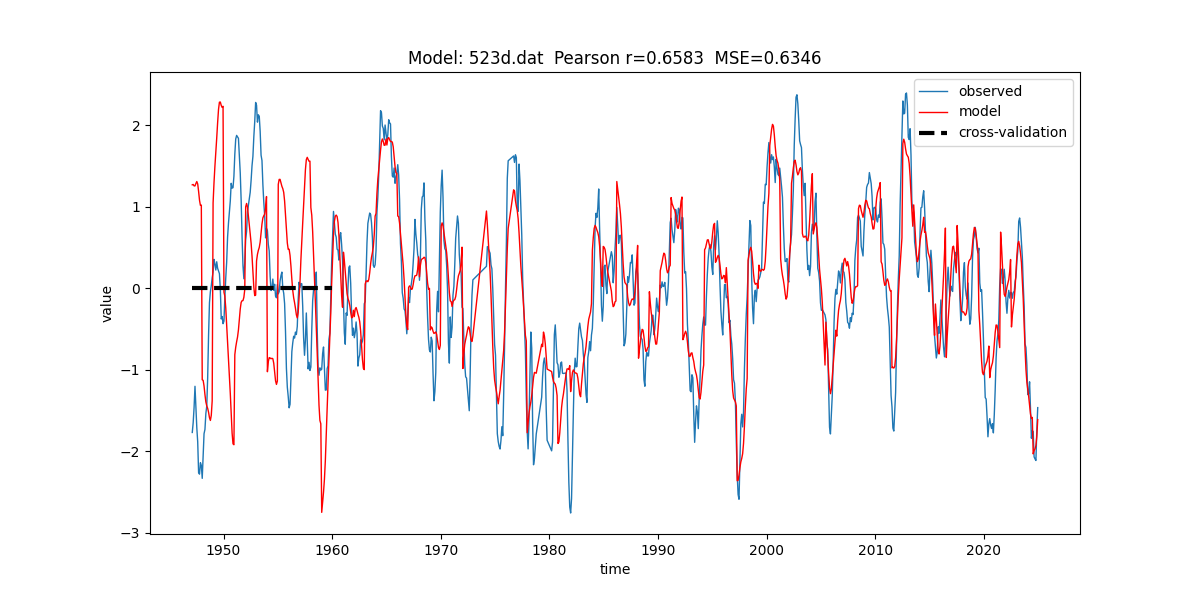 Model: 523d.dat  Pearson r=0.6583  MSE=0.6346
observed
model
cross-validation
value
2
1
0
−1
−2
−3
1950 1960 1970 1980 1990 2000 2010 2020
time